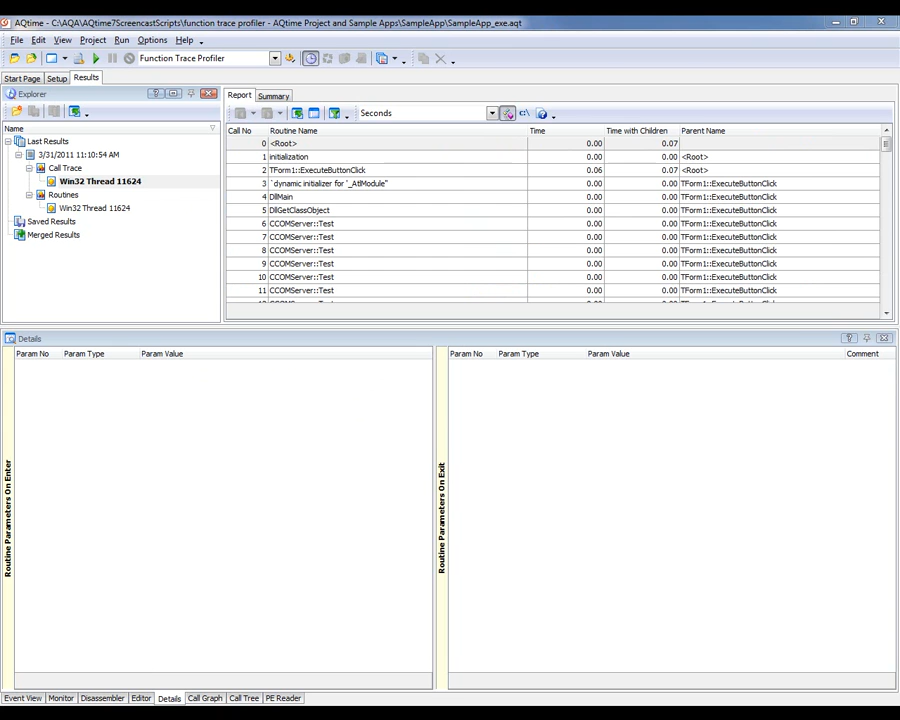 AQtime - C:\AQA\AQtime7ScreencastScripts\function trace profiler\AQtime Project and Sample Apps\SampleApp\SampleApp_exe.aqt
File Edit View Project Run Options Help
Function Trace Profiler
Start Page Setup Results
Explorer
Name
Last Results
3/31/2011 11:10:54 AM
Call Trace
Win32 Thread 11624
Routines
Win32 Thread 11624
Saved Results
Merged Results
Report Summary
Seconds
Call No Routine Name Time Time with Children Parent Name
0 <Root> 0.00 0.07
1 initialization 0.00 0.00 <Root>
2 TForm1::ExecuteButtonClick 0.06 0.07 <Root>
3 `dynamic initializer for '_AtlModule'' 0.00 0.00 TForm1::ExecuteButtonClick
4 DllMain 0.00 0.00 TForm1::ExecuteButtonClick
5 DllGetClassObject 0.00 0.00 TForm1::ExecuteButtonClick
6 CCOMServer::Test 0.00 0.00 TForm1::ExecuteButtonClick
7 CCOMServer::Test 0.00 0.00 TForm1::ExecuteButtonClick
8 CCOMServer::Test 0.00 0.00 TForm1::ExecuteButtonClick
9 CCOMServer::Test 0.00 0.00 TForm1::ExecuteButtonClick
10 CCOMServer::Test 0.00 0.00 TForm1::ExecuteButtonClick
11 CCOMServer::Test 0.00 0.00 TForm1::ExecuteButtonClick
Details
Routine Parameters On Enter
Param No Param Type Param Value
Routine Parameters On Exit
Param No Param Type Param Value Comment
Event View Monitor Disassembler Editor Details Call Graph Call Tree PE Reader